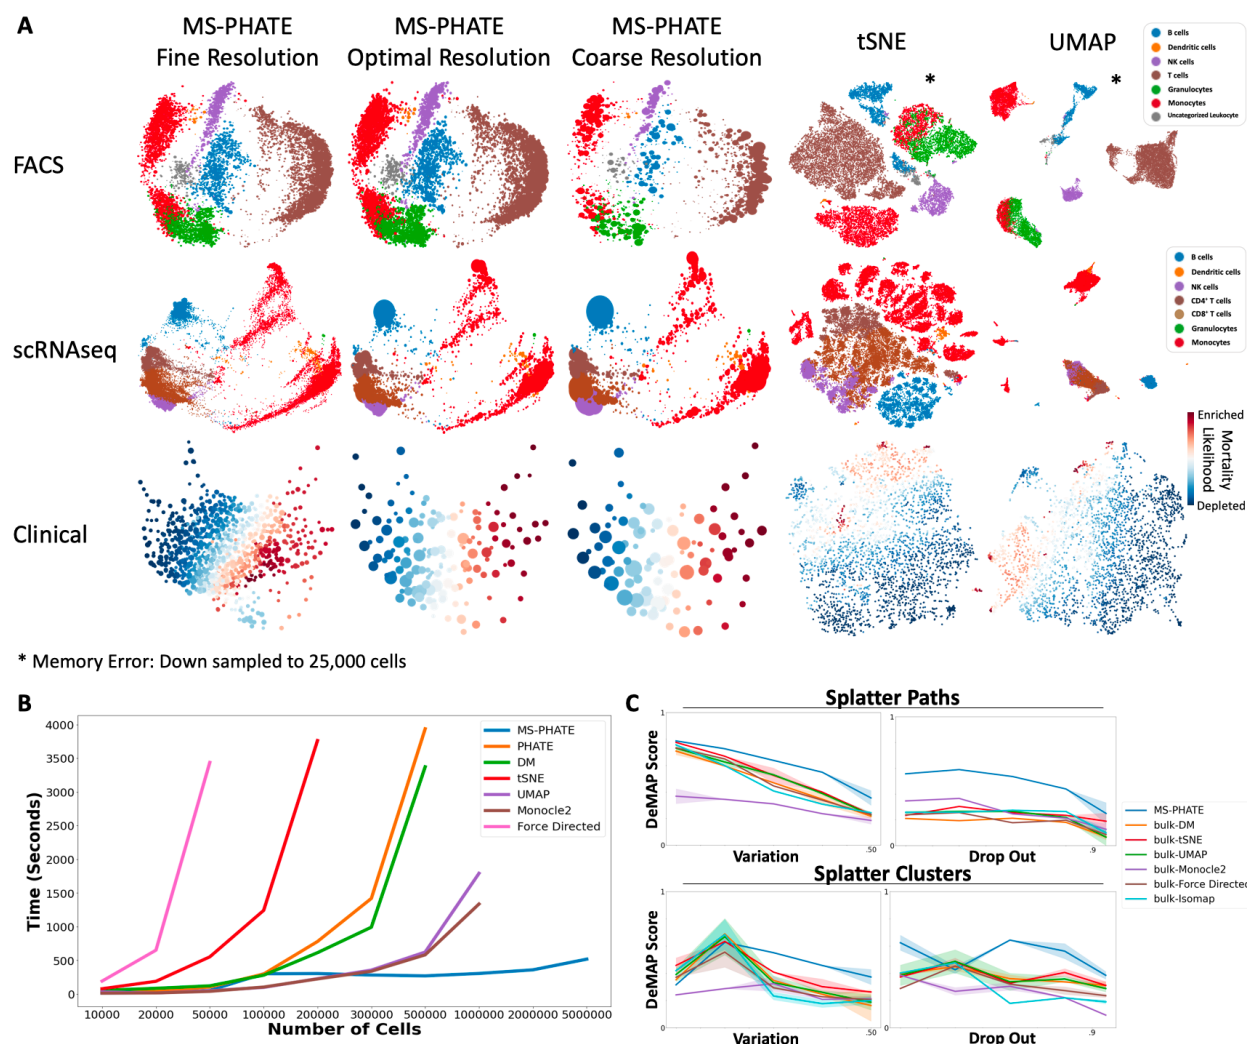 A
MS-PHATE
Fine Resolution
MS-PHATE
Optimal Resolution
MS-PHATE
Coarse Resolution
tSNE
UMAP
B cells
Dendritic cells
NK cells
T cells
Granulocytes
Monocytes
Uncategorized Leukocyte
*
*
FACS
B cells
Dendritic cells
NK cells
CD4⁺ T cells
CD8⁺ T cells
Granulocytes
Monocytes
scRNAseq
Enriched
Mortality
Likelihood
Depleted
Clinical
* Memory Error: Down sampled to 25,000 cells
B
4000
3500
3000
2500
2000
1500
1000
500
0
Time (Seconds)
MS-PHATE
PHATE
DM
tSNE
UMAP
Monocle2
Force Directed
10000 20000 50000 100000 200000 300000 500000 1000000 2000000 5000000
Number of Cells
C
Splatter Paths
1
1
DeMAP Score
0
0
.50
.9
Variation
Drop Out
MS-PHATE
bulk-DM
bulk-tSNE
bulk-UMAP
bulk-Monocle2
bulk-Force Directed
bulk-Isomap
Splatter Clusters
1
1
DeMAP Score
0
0
.50
.9
Variation
Drop Out